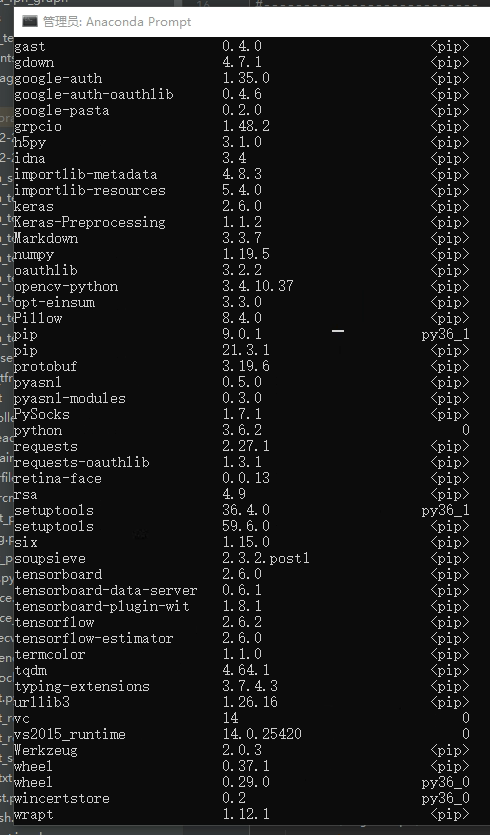 管理员: Anaconda Prompt
gast 0.4.0 <pip>
gdown 4.7.1 <pip>
google-auth 1.35.0 <pip>
google-auth-oauthlib 0.4.6 <pip>
google-pasta 0.2.0 <pip>
grpcio 1.48.2 <pip>
h5py 3.1.0 <pip>
idna 3.4 <pip>
importlib-metadata 4.8.3 <pip>
importlib-resources 5.4.0 <pip>
keras 2.6.0 <pip>
Keras-Preprocessing 1.1.2 <pip>
Markdown 3.3.7 <pip>
numpy 1.19.5 <pip>
oauthlib 3.2.2 <pip>
opencv-python 3.4.10.37 <pip>
opt-einsum 3.3.0 <pip>
Pillow 8.4.0 <pip>
pip 9.0.1 py36_1
pip 21.3.1 <pip>
protobuf 3.19.6 <pip>
pyasn1 0.5.0 <pip>
pyasn1-modules 0.3.0 <pip>
PySocks 1.7.1 <pip>
python 3.6.2 0
requests 2.27.1 <pip>
requests-oauthlib 1.3.1 <pip>
retina-face 0.0.13 <pip>
rsa 4.9 <pip>
setuptools 36.4.0 py36_1
setuptools 59.6.0 <pip>
six 1.15.0 <pip>
soupsieve 2.3.2.post1 <pip>
tensorboard 2.6.0 <pip>
tensorboard-data-server 0.6.1 <pip>
tensorboard-plugin-wit 1.8.1 <pip>
tensorflow 2.6.2 <pip>
tensorflow-estimator 2.6.0 <pip>
termcolor 1.1.0 <pip>
tqdm 4.64.1 <pip>
typing-extensions 3.7.4.3 <pip>
urllib3 1.26.16 <pip>
vc 14 0
vs2015_runtime 14.0.25420 0
Werkzeug 2.0.3 <pip>
wheel 0.37.1 <pip>
wheel 0.29.0 py36_0
wincertstore 0.2 py36_0
wrapt 1.12.1 <pip>